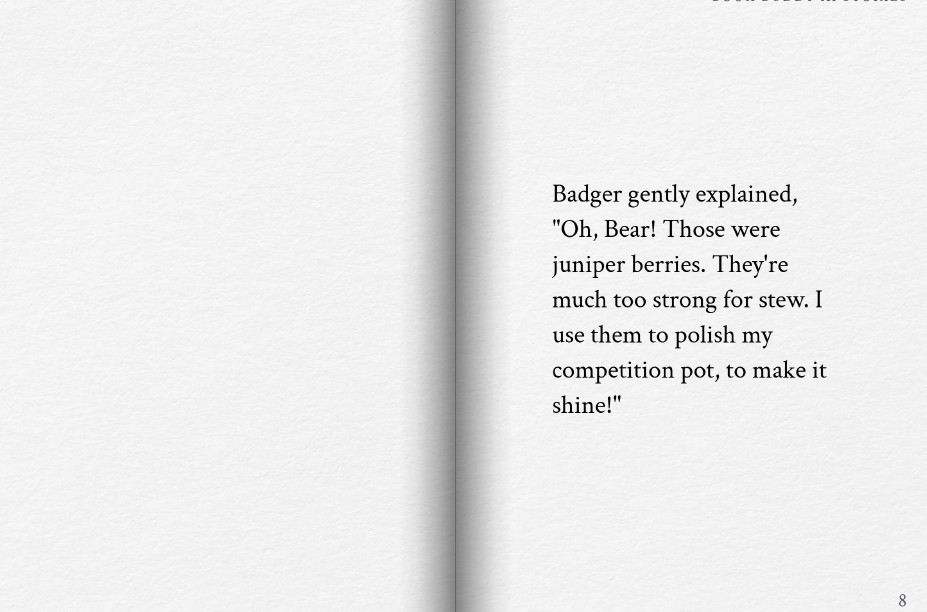 Badger gently explained,
"Oh, Bear! Those were
juniper berries. They're
much too strong for stew. I
use them to polish my
competition pot, to make it
shine!"
8